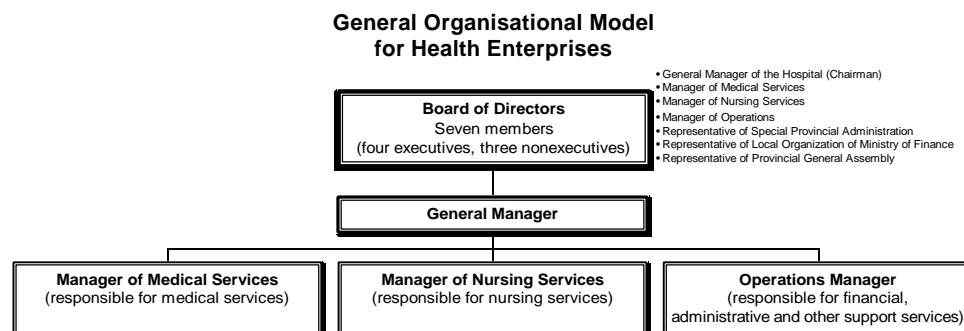 General Organisational Model
for Health Enterprises
Board of Directors
Seven members
(four executives, three nonexecutives)
• General Manager of the Hospital (Chairman)
• Manager of Medical Services
• Manager of Nursing Services
• Manager of Operations
• Representative of Special Provincial Administration
• Representative of Local Organization of Ministry of Finance
• Representative of Provincial General Assembly
General Manager
Manager of Medical Services
(responsible for medical services)
Manager of Nursing Services
(responsible for nursing services)
Operations Manager
(responsible for financial,
administrative and other support services)